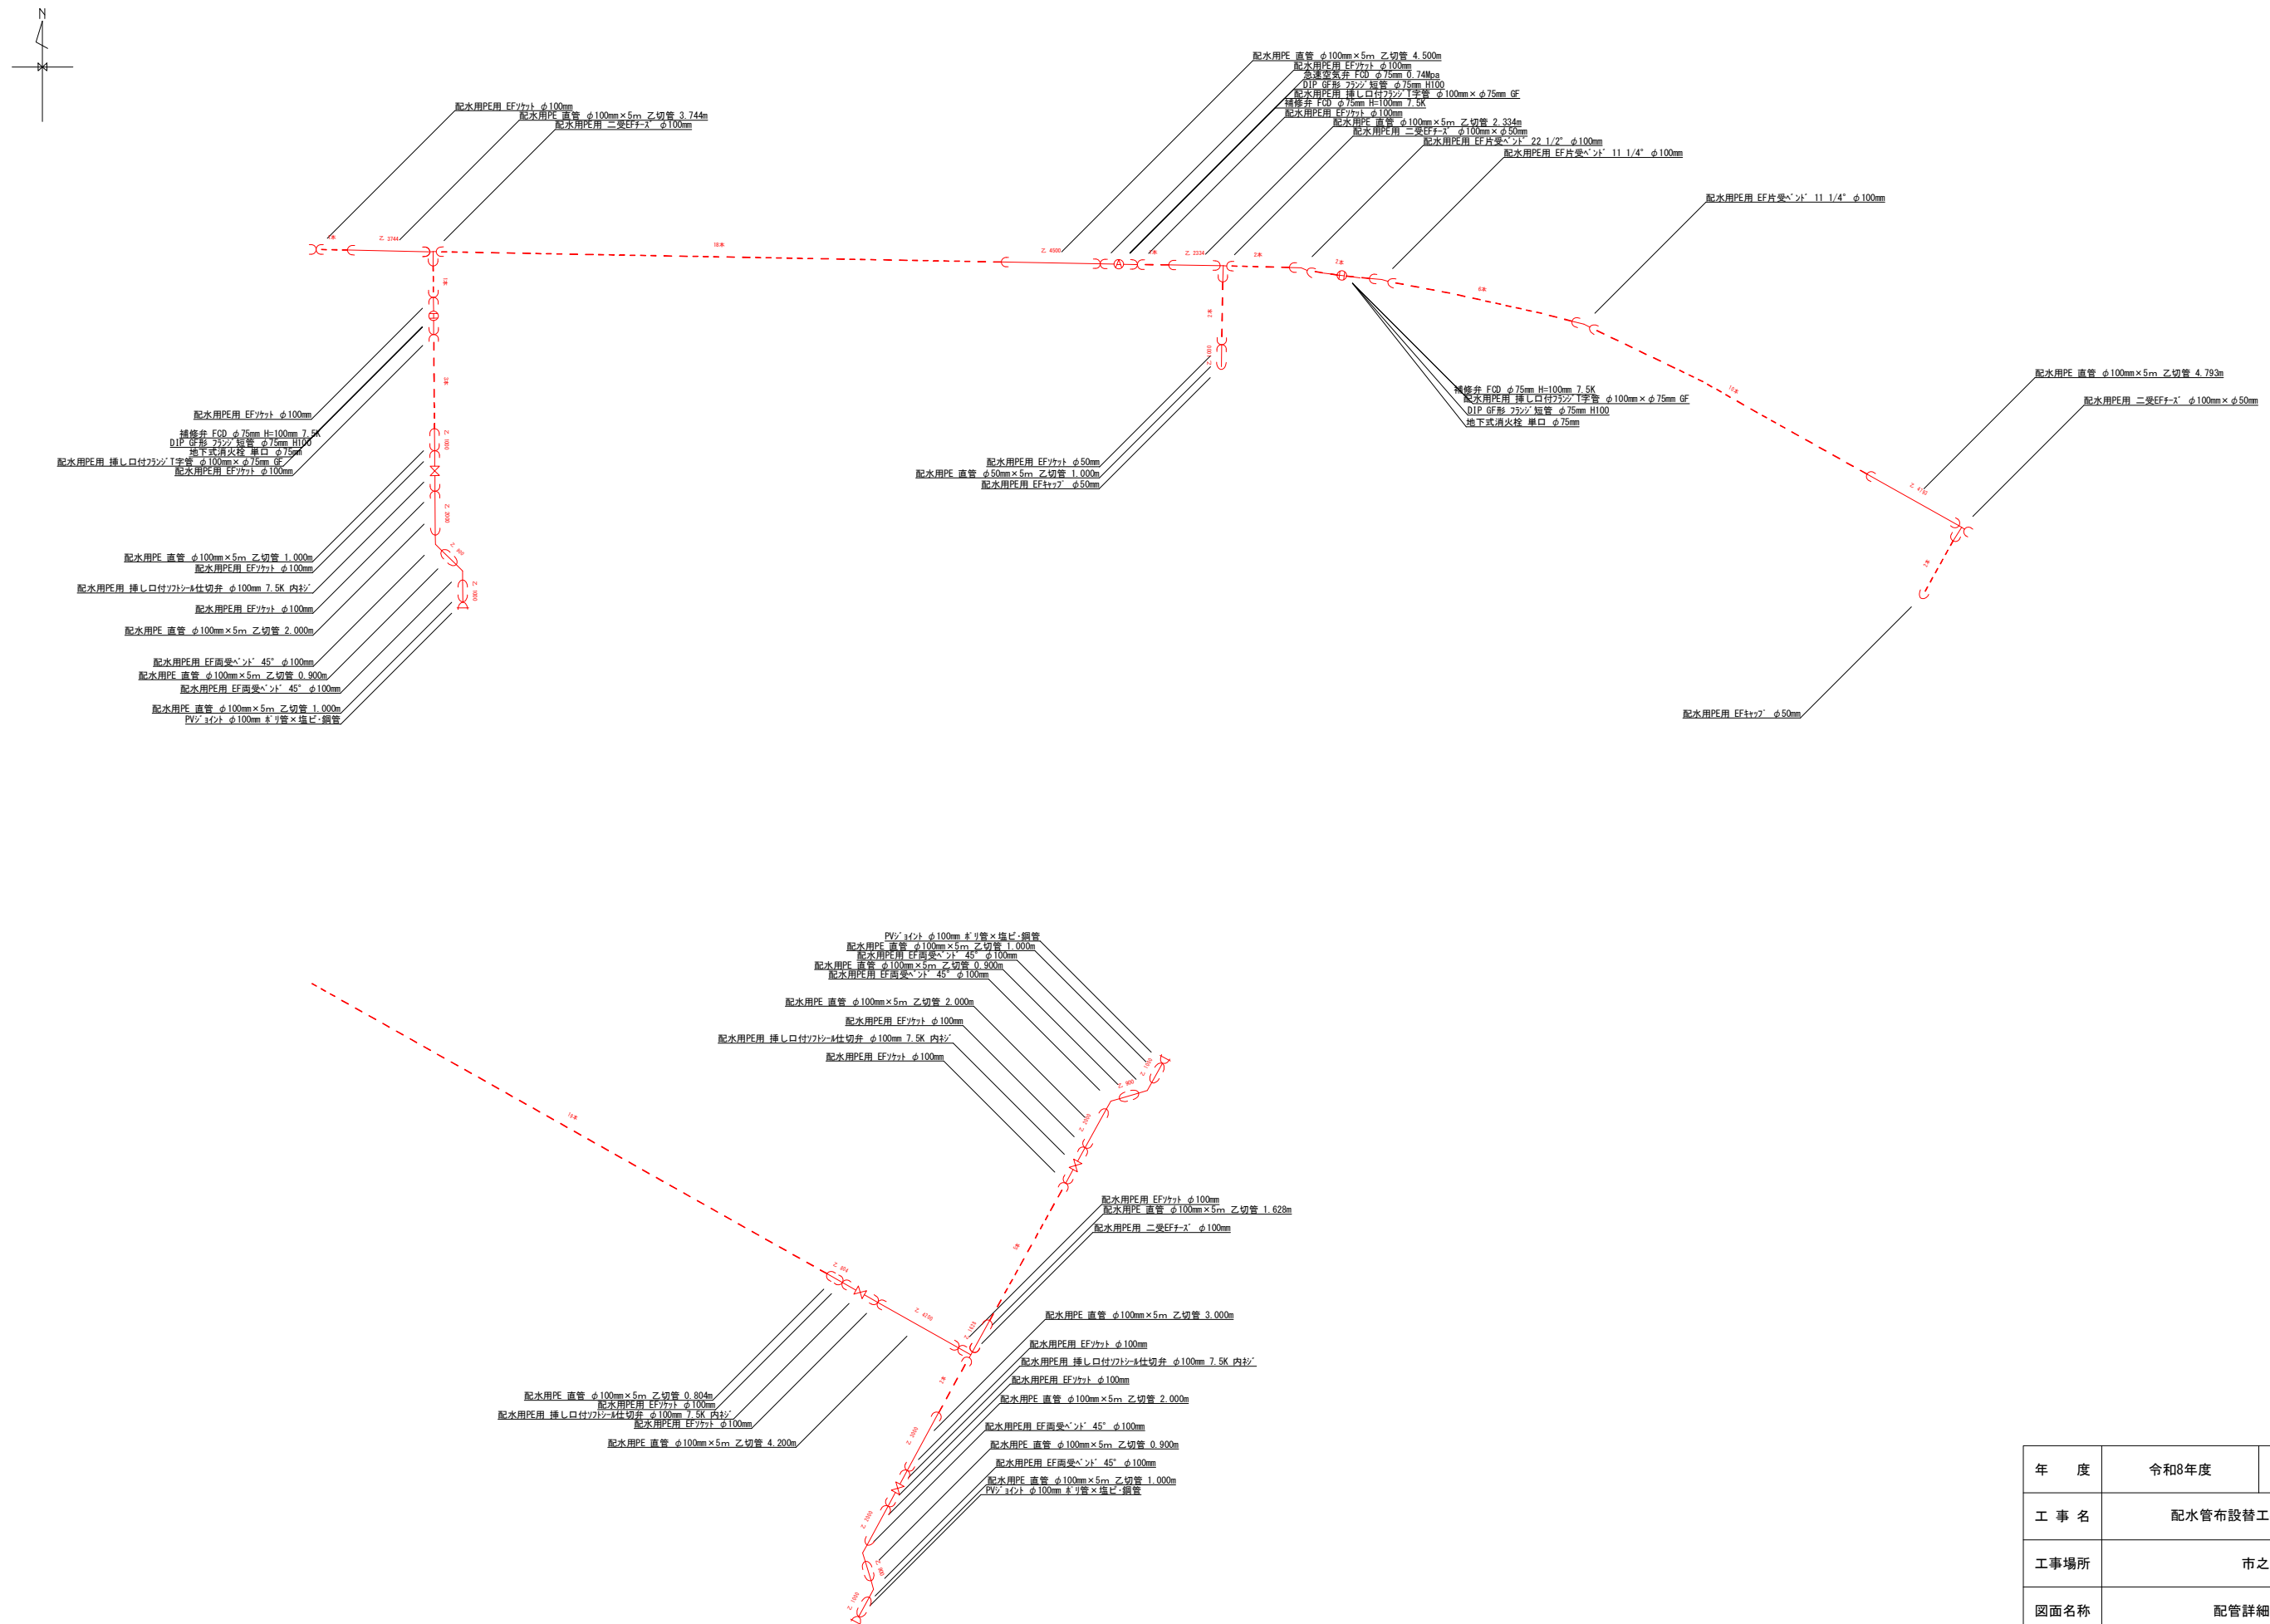 N
配水用PE用 EFソケット φ100mm
配水用PE 直管 φ100mm×5m 乙切管 3.744m
配水用PE用 二受EFチーズ φ100mm
配水用PE 直管 φ100mm×5m 乙切管 4.500m
配水用PE用 EFソケット φ100mm
急速空気弁 FCD φ75mm 0.74Mpa
DIP GF形 フランジ短管 φ75mm H100
配水用PE用 挿し口付フランジT字管 φ100mm×φ75mm GF
補修弁 FCD φ75mm H=100mm 7.5K
配水用PE用 EFソケット φ100mm
配水用PE 直管 φ100mm×5m 乙切管 2.334m
配水用PE用 二受EFチーズ φ100mm×φ50mm
配水用PE用 EF片受ベンド 22 1/2° φ100mm
配水用PE用 EF片受ベンド 11 1/4° φ100mm
配水用PE用 EF片受ベンド 11 1/4° φ100mm
乙. 3744
乙. 4500
A
乙. 2334
2本
2本
H
6本
配水用PE 直管 φ100mm×5m 乙切管 4.793m
配水用PE用 二受EFチーズ φ100mm×φ50mm
補修弁 FCD φ75mm H=100mm 7.5K
配水用PE用 挿し口付フランジT字管 φ100mm×φ75mm GF
DIP GF形 フランジ短管 φ75mm H100
地下式消火栓 単口 φ75mm
配水用PE用 EFソケット φ100mm
補修弁 FCD φ75mm H=100mm 7.5K
DIP GF形 フランジ短管 φ75mm H100
地下式消火栓 単口 φ75mm
配水用PE用 挿し口付フランジT字管 φ100mm×φ75mm GF
配水用PE用 EFソケット φ100mm
配水用PE用 EFソケット φ50mm
配水用PE 直管 φ50mm×5m 乙切管 1.000m
配水用PE用 EFキャップ φ50mm
配水用PE 直管 φ100mm×5m 乙切管 1.000m
配水用PE用 EFソケット φ100mm
配水用PE用 挿し口付ソフトシール仕切弁 φ100mm 7.5K 内ネジ
配水用PE用 EFソケット φ100mm
配水用PE 直管 φ100mm×5m 乙切管 2.000m
配水用PE用 EF両受ベンド 45° φ100mm
配水用PE 直管 φ100mm×5m 乙切管 0.900m
配水用PE用 EF両受ベンド 45° φ100mm
配水用PE 直管 φ100mm×5m 乙切管 1.000m
PVジョイント φ100mm ポリ管×塩ビ・鋼管
配水用PE用 EFキャップ φ50mm
PVジョイント φ100mm ポリ管×塩ビ・鋼管
配水用PE 直管 φ100mm×5m 乙切管 1.000m
配水用PE用 EF両受ベンド 45° φ100mm
配水用PE 直管 φ100mm×5m 乙切管 0.900m
配水用PE用 EF両受ベンド 45° φ100mm
配水用PE 直管 φ100mm×5m 乙切管 2.000m
配水用PE用 EFソケット φ100mm
配水用PE用 挿し口付ソフトシール仕切弁 φ100mm 7.5K 内ネジ
配水用PE用 EFソケット φ100mm
配水用PE用 EFソケット φ100mm
配水用PE 直管 φ100mm×5m 乙切管 1.628m
配水用PE用 二受EFチーズ φ100mm
乙. 804
乙. 4200
配水用PE 直管 φ100mm×5m 乙切管 3.000m
配水用PE用 EFソケット φ100mm
配水用PE用 挿し口付ソフトシール仕切弁 φ100mm 7.5K 内ネジ
配水用PE用 EFソケット φ100mm
配水用PE 直管 φ100mm×5m 乙切管 2.000m
配水用PE用 EF両受ベンド 45° φ100mm
配水用PE 直管 φ100mm×5m 乙切管 0.900m
配水用PE用 EF両受ベンド 45° φ100mm
配水用PE 直管 φ100mm×5m 乙切管 1.000m
PVジョイント φ100mm ポリ管×塩ビ・鋼管
配水用PE 直管 φ100mm×5m 乙切管 0.804m
配水用PE用 EFソケット φ100mm
配水用PE用 挿し口付ソフトシール仕切弁 φ100mm 7.5K 内ネジ
配水用PE用 EFソケット φ100mm
配水用PE 直管 φ100mm×5m 乙切管 4.200m
年 度 令和8年度
工 事 名 配水管布設替工
工事場所 市之
図面名称 配管詳細